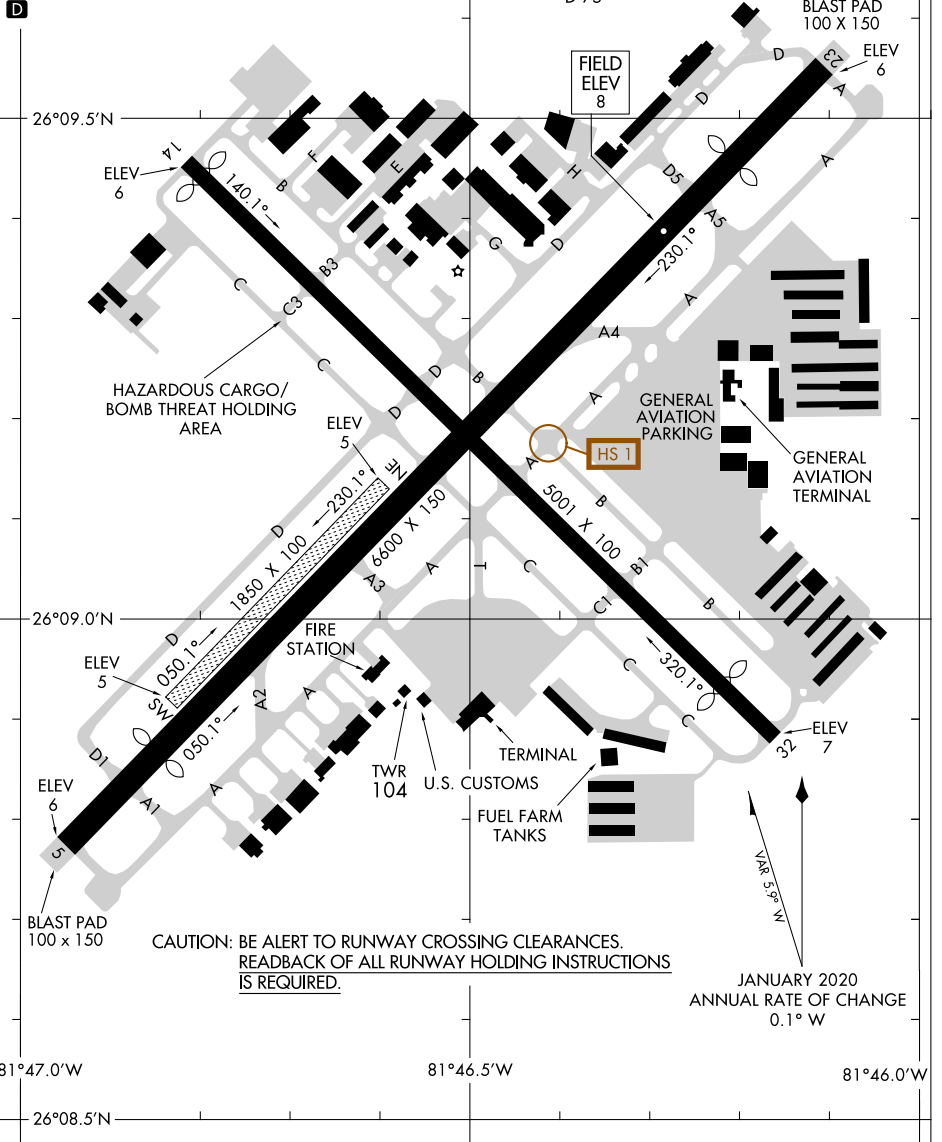 D
D-75
BLAST PAD
100 X 150
FIELD
ELEV
8
D
23
ELEV
6
A
D
26°09.5'N
14
F
E
H
D5
A
ELEV
6
140.1°
B
G
D
A5
230.1°
B3
C
C3
A
A4
C
D
B
HAZARDOUS CARGO/
BOMB THREAT HOLDING
AREA
A
GENERAL
AVIATION
PARKING
D
ELEV
5
HS 1
GENERAL
AVIATION
TERMINAL
NE
A
230.1°
6600 X 150
5001 X 100
B
D
1850 X 100
A3
A
T
C
B1
C1
B
26°09.0'N
D
FIRE
STATION
050.1°
ELEV
5
SW
A2
A
C
320.1°
050.1°
C
D1
32
ELEV
7
TERMINAL
A
A1
TWR
104
U.S. CUSTOMS
ELEV
6
FUEL FARM
TANKS
5
VAR 5.9° W
BLAST PAD
100 x 150
CAUTION: BE ALERT TO RUNWAY CROSSING CLEARANCES.
READBACK OF ALL RUNWAY HOLDING INSTRUCTIONS
IS REQUIRED.
JANUARY 2020
ANNUAL RATE OF CHANGE
0.1° W
81°47.0'W
81°46.5'W
81°46.0'W
26°08.5'N